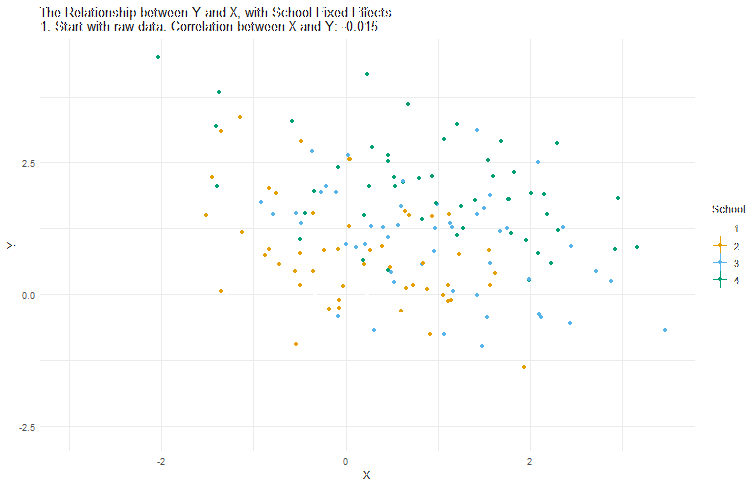 The Relationship between Y and X, with School Fixed Effects
1. Start with raw data. Correlation between X and Y: -0.015
2.5
0.0
-2.5
Y
-2
0
2
X
School
1
2
3
4